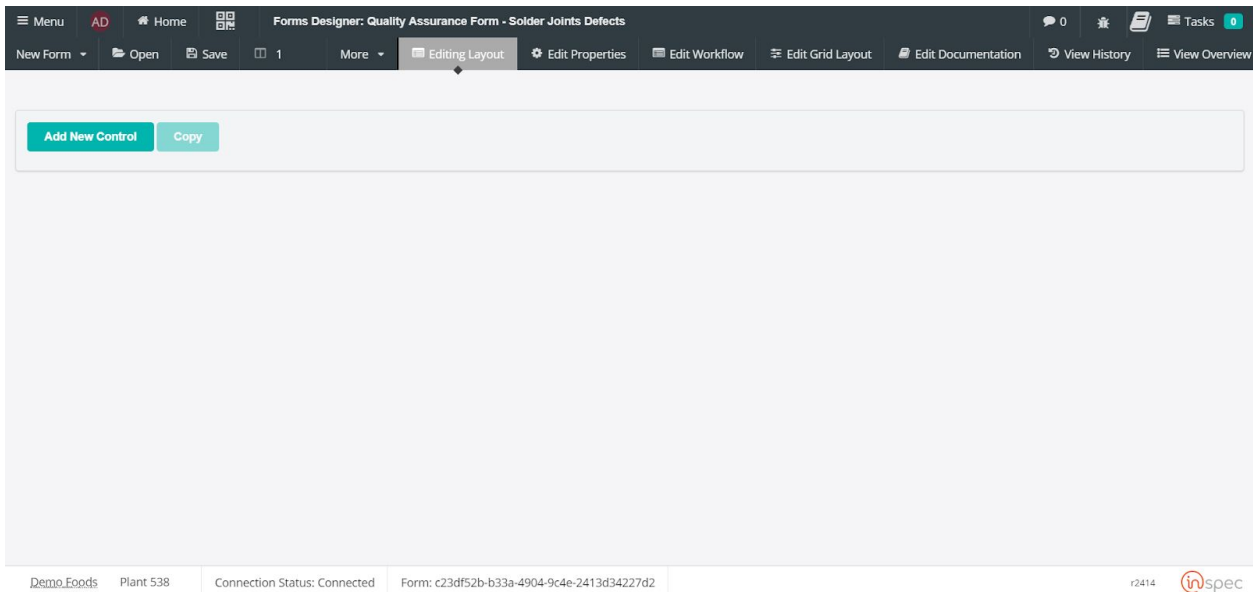 Menu AD Home Forms Designer: Quality Assurance Form - Solder Joints Defects 0 Tasks 0
New Form Open Save 1 More Editing Layout Edit Properties Edit Workflow Edit Grid Layout Edit Documentation View History View Overview
Add New Control Copy
Demo Foods Plant 538 Connection Status: Connected Form: c23df52b-b33a-4904-9c4e-2413d34227d2 r2414 inspec